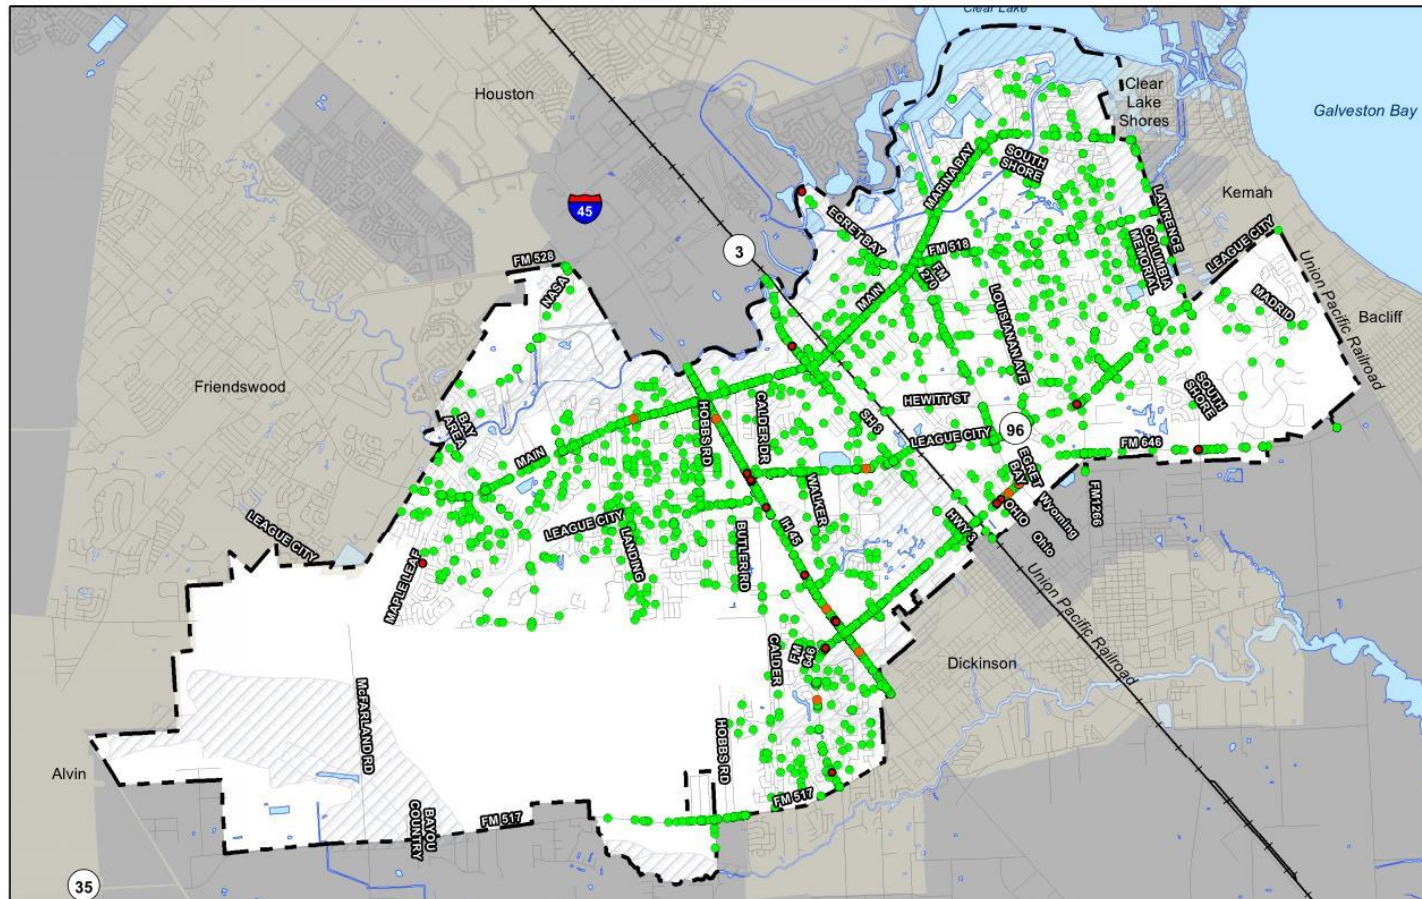 Clear Lake
Houston
Clear
Lake
Shores
Galveston Bay
SOUTH
SHORE
MARINA BAY
Kemah
45
EGRET BAY
LAWRENCE
3
FM 518
COLUMBIA
MEMORIAL
LEAGUE CITY
FM 528
FM
270
NASA
MAIN
LOUISIANAN AVE
MADRID
Union Pacific Railroad
Bacliff
Friendswood
SOUTH
SHORE
HEWITT ST
BAY
AREA
HOBBS RD
CALDER DR
SH 3
LEAGUE CITY
96
MAIN
FM 646
EGRET
BAY
WALKER
Wyoming
FM1266
OHIO
Ohio
LEAGUE CITY
LEAGUE CITY
LANDING
BUTLER RD
IH 45
HWY 3
MAPLE LEAF
Union Pacific Railroad
FM
646
CALDER
Dickinson
McFARLAND RD
HOBBS RD
Alvin
FM 517
FM 517
BAYOU
COUNTRY
35